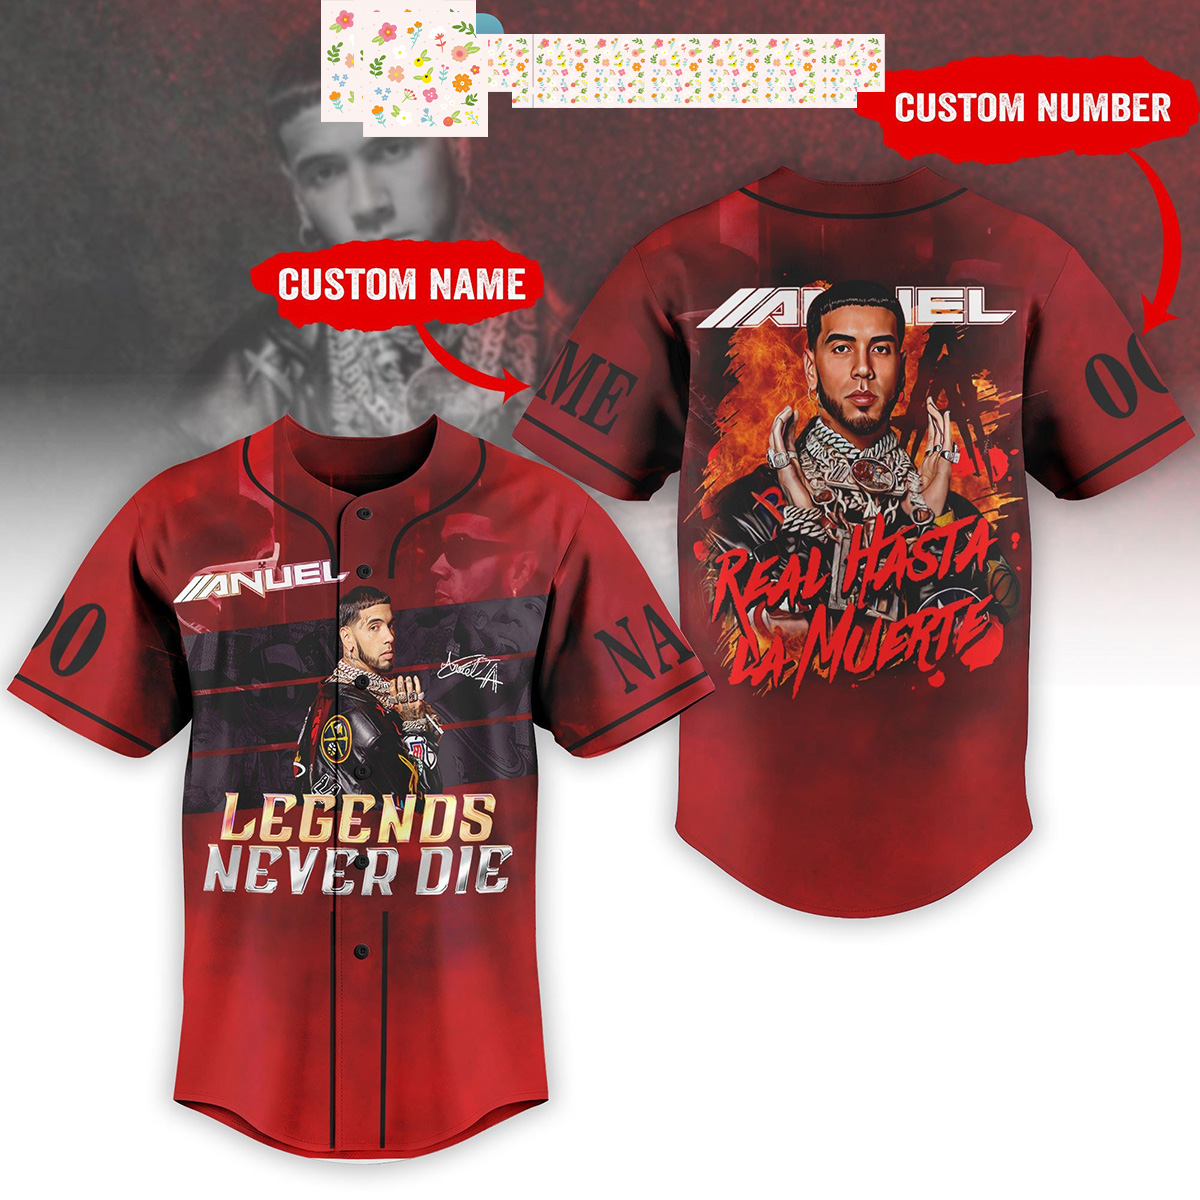 CUSTOM NUMBER
CUSTOM NAME
ME
00
//ANUEL
REAL HASTA
LA MUERTE
//ANUEL
00
NA
LEGENDS
NEVER DIE